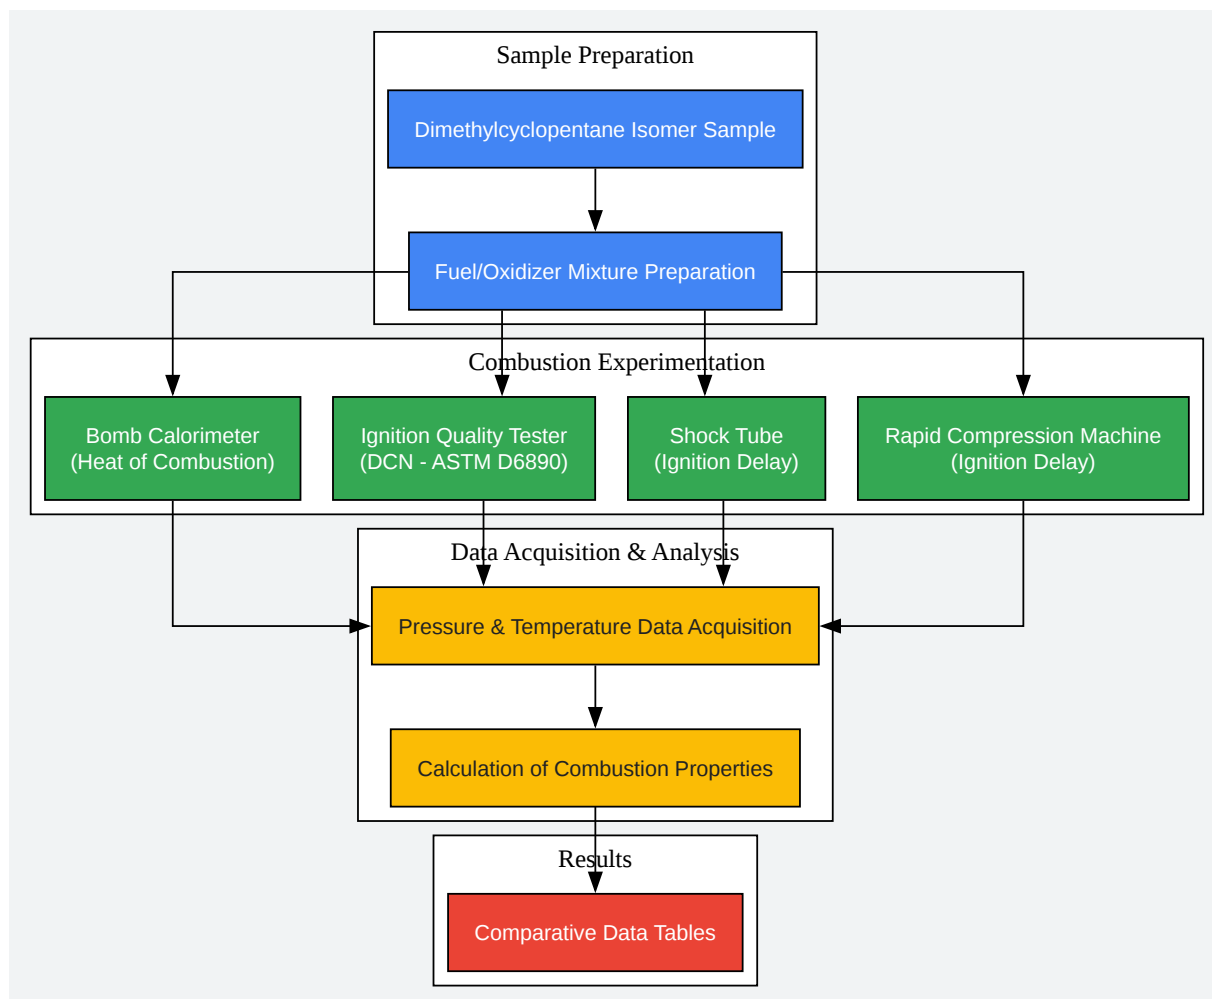 Sample Preparation
Dimethylcyclopentane Isomer Sample
Fuel/Oxidizer Mixture Preparation
Combustion Experimentation
Bomb Calorimeter
(Heat of Combustion)
Ignition Quality Tester
(DCN - ASTM D6890)
Shock Tube
(Ignition Delay)
Rapid Compression Machine
(Ignition Delay)
Data Acquisition & Analysis
Pressure & Temperature Data Acquisition
Calculation of Combustion Properties
Results
Comparative Data Tables